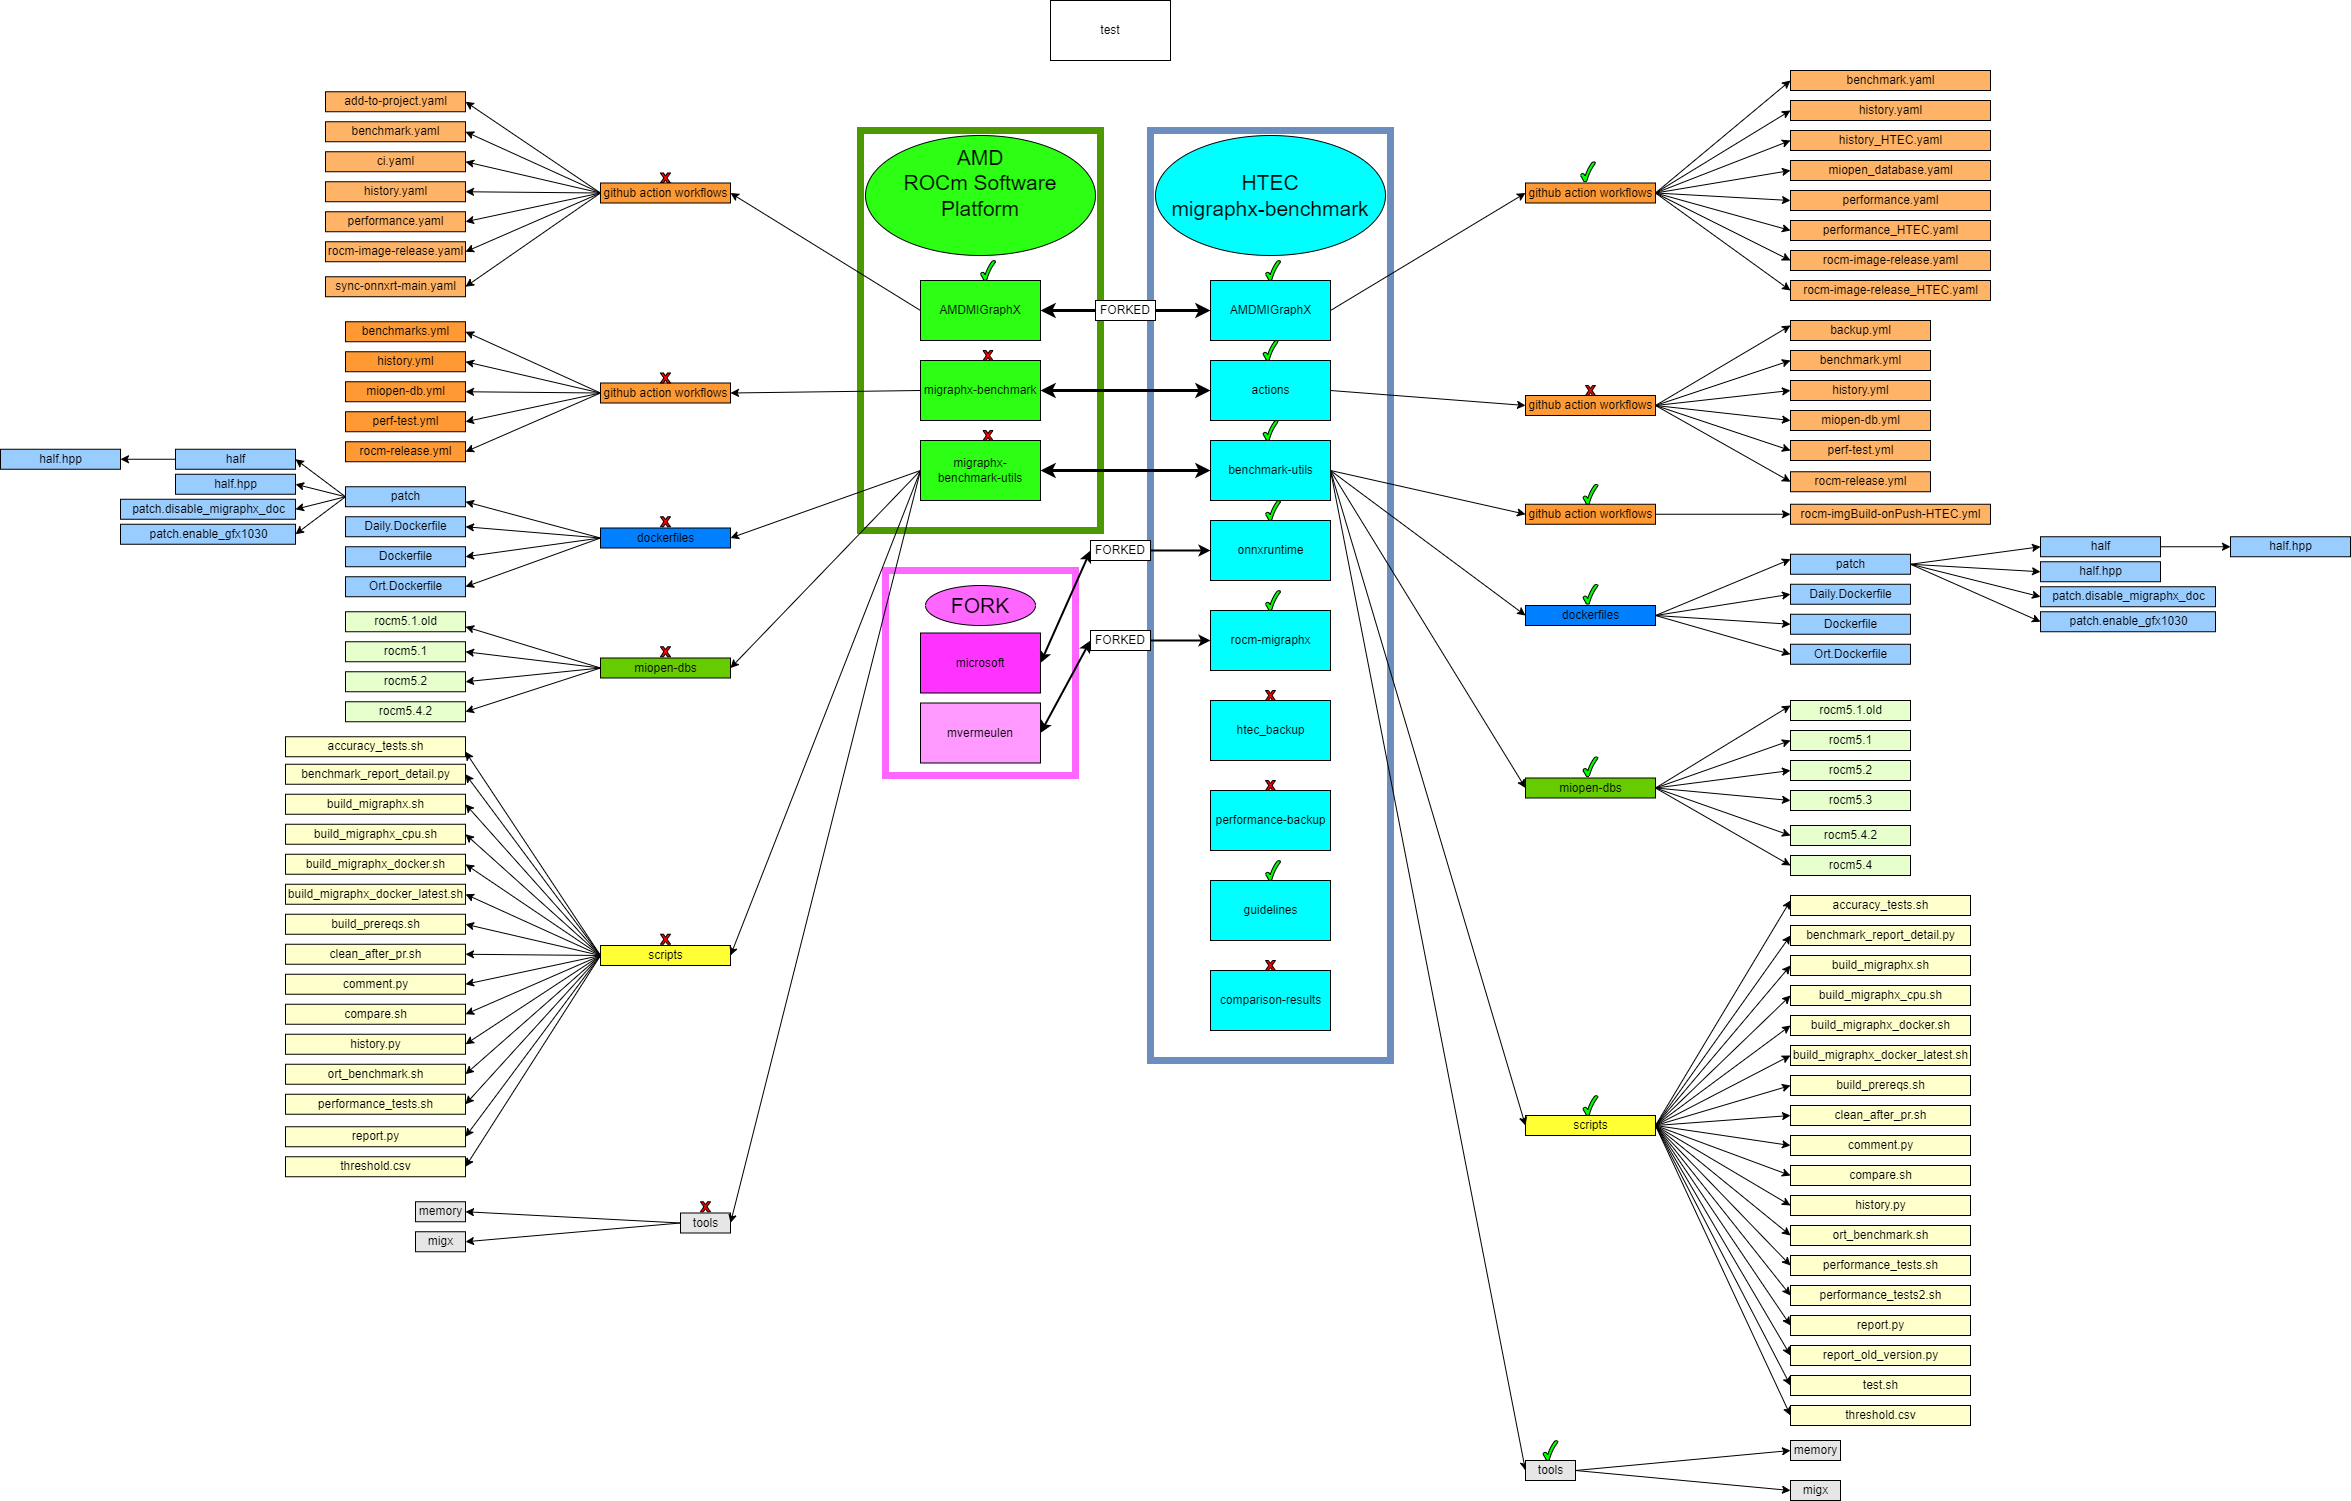 test
add-to-project.yaml
benchmark.yaml
ci.yaml
history.yaml
performance.yaml
rocm-image-release.yaml
sync-onnxrt-main.yaml
X
github action workflows
benchmarks.yml
history.yml
miopen-db.yml
perf-test.yml
rocm-release.yml
X
github action workflows
half.hpp
half
half.hpp
patch.disable_migraphx_doc
patch.enable_gfx1030
patch
Daily.Dockerfile
Dockerfile
Ort.Dockerfile
X
dockerfiles
rocm5.1.old
rocm5.1
rocm5.2
rocm5.4.2
X
miopen-dbs
accuracy_tests.sh
benchmark_report_detail.py
build_migraphx.sh
build_migraphx_cpu.sh
build_migraphx_docker.sh
build_migraphx_docker_latest.sh
build_prereqs.sh
clean_after_pr.sh
comment.py
compare.sh
history.py
ort_benchmark.sh
performance_tests.sh
report.py
threshold.csv
X
scripts
memory
migx
X
tools
AMD
ROCm Software
Platform
AMDMIGraphX
X
migraphx-benchmark
X
migraphx-
benchmark-utils
FORK
microsoft
mvermeulen
FORKED
FORKED
FORKED
HTEC
migraphx-benchmark
AMDMIGraphX
actions
benchmark-utils
onnxruntime
rocm-migraphx
X
htec_backup
X
performance-backup
guidelines
X
comparison-results
github action workflows
benchmark.yaml
history.yaml
history_HTEC.yaml
miopen_database.yaml
performance.yaml
performance_HTEC.yaml
rocm-image-release.yaml
rocm-image-release_HTEC.yaml
X
github action workflows
backup.yml
benchmark.yml
history.yml
miopen-db.yml
perf-test.yml
rocm-release.yml
github action workflows
rocm-imgBuild-onPush-HTEC.yml
dockerfiles
patch
Daily.Dockerfile
Dockerfile
Ort.Dockerfile
half
half.hpp
half.hpp
patch.disable_migraphx_doc
patch.enable_gfx1030
miopen-dbs
rocm5.1.old
rocm5.1
rocm5.2
rocm5.3
rocm5.4.2
rocm5.4
scripts
accuracy_tests.sh
benchmark_report_detail.py
build_migraphx.sh
build_migraphx_cpu.sh
build_migraphx_docker.sh
build_migraphx_docker_latest.sh
build_prereqs.sh
clean_after_pr.sh
comment.py
compare.sh
history.py
ort_benchmark.sh
performance_tests.sh
performance_tests2.sh
report.py
report_old_version.py
test.sh
threshold.csv
tools
memory
migx